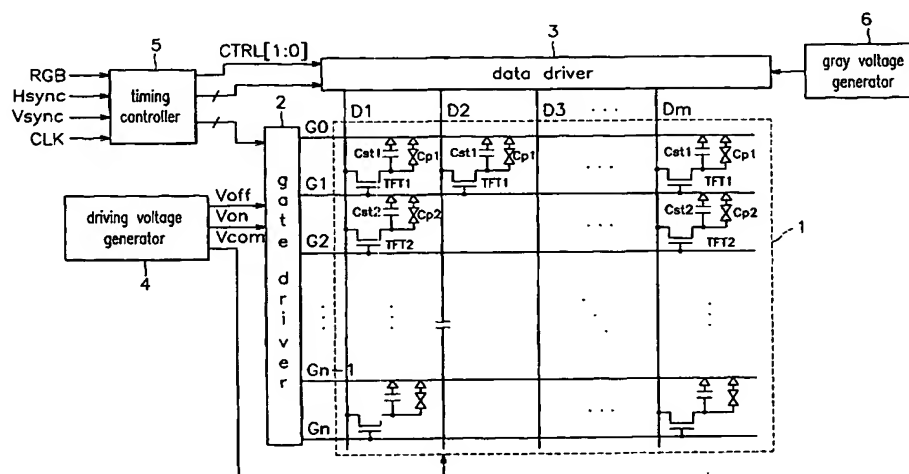 5
CTRL[1:0]
3
6
RGB
Hsync
Vsync
CLK
timing
controller
data driver
gray voltage
generator
2
D1 D2 D3 ... Dm
G0
Cst1 Cp1 Cst1 Cp1 Cst1 Cp1
TFT1 TFT1 TFT1
G1
Cst2 Cp2 Cst2 Cp2
TFT2 TFT2
G2
1
driving voltage
generator
Voff
Von
Vcom
4
gate driver
Gn-1
Gn